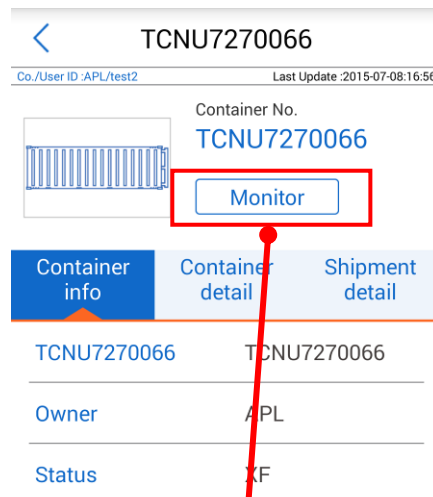 TCNU7270066
Co./User ID :APL/test2 Last Update :2015-07-08:16:56
Container No.
TCNU7270066
Monitor
Container info
Container detail
Shipment detail
TCNU7270066 TCNU7270066
Owner APL
Status XF